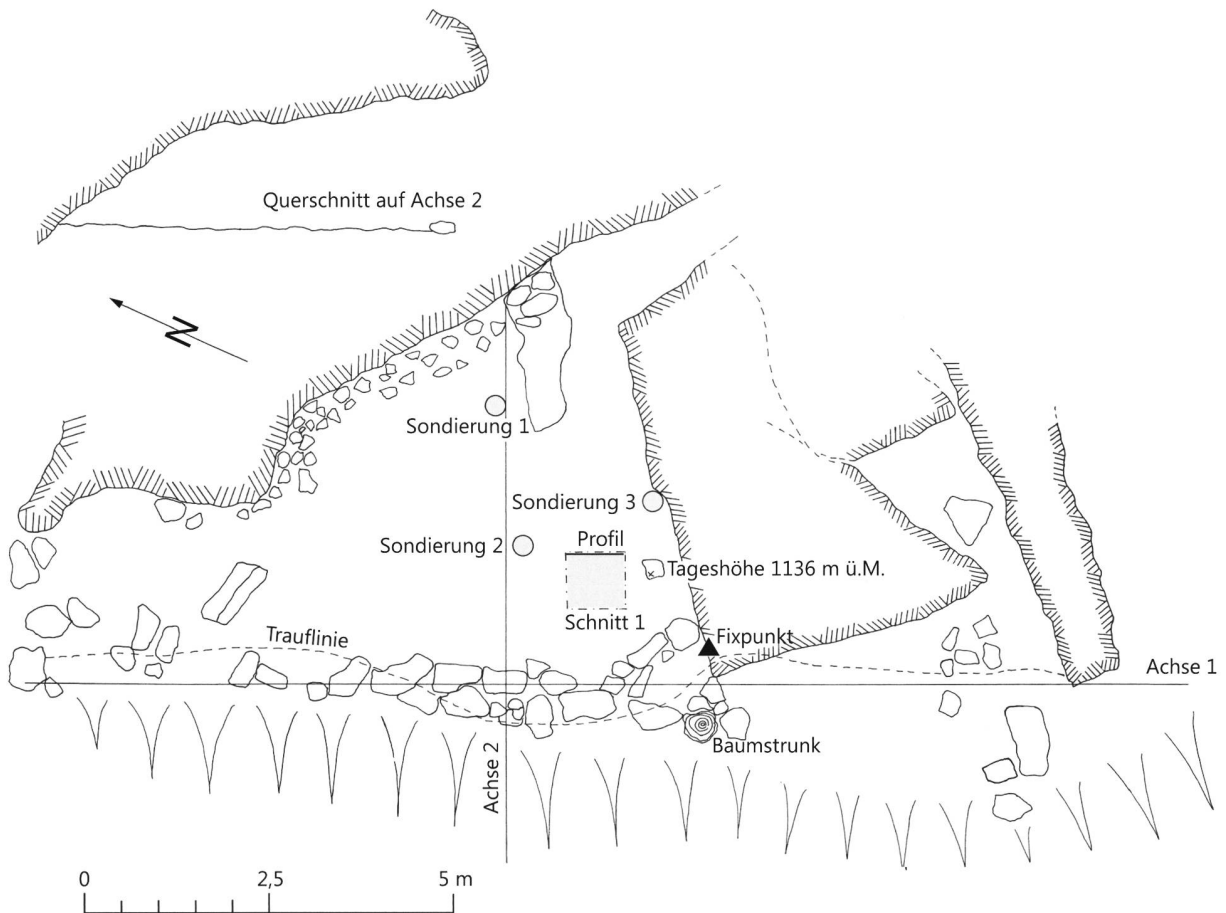 Querschnitt auf Achse 2
N
Sondierung 1
Sondierung 3
Sondierung 2
Profil
Tageshöhe 1136 m ü.M.
Schnitt 1
Trauflinie
Fixpunkt
Achse 1
Baumstrunk
Achse 2
0 2,5 5 m